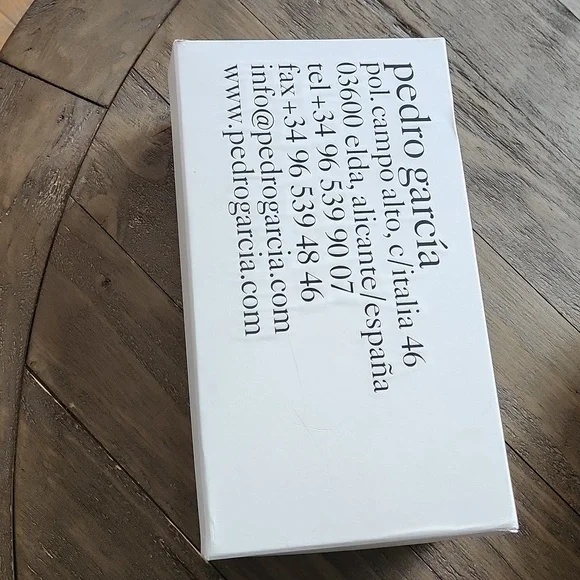 pedro garcía
pol. campo alto, c/italia 46
03600 elda, alicante/españa
tel +34 96 539 90 07
fax +34 96 539 48 46
info@pedrogarcia.com
www.pedrogarcia.com